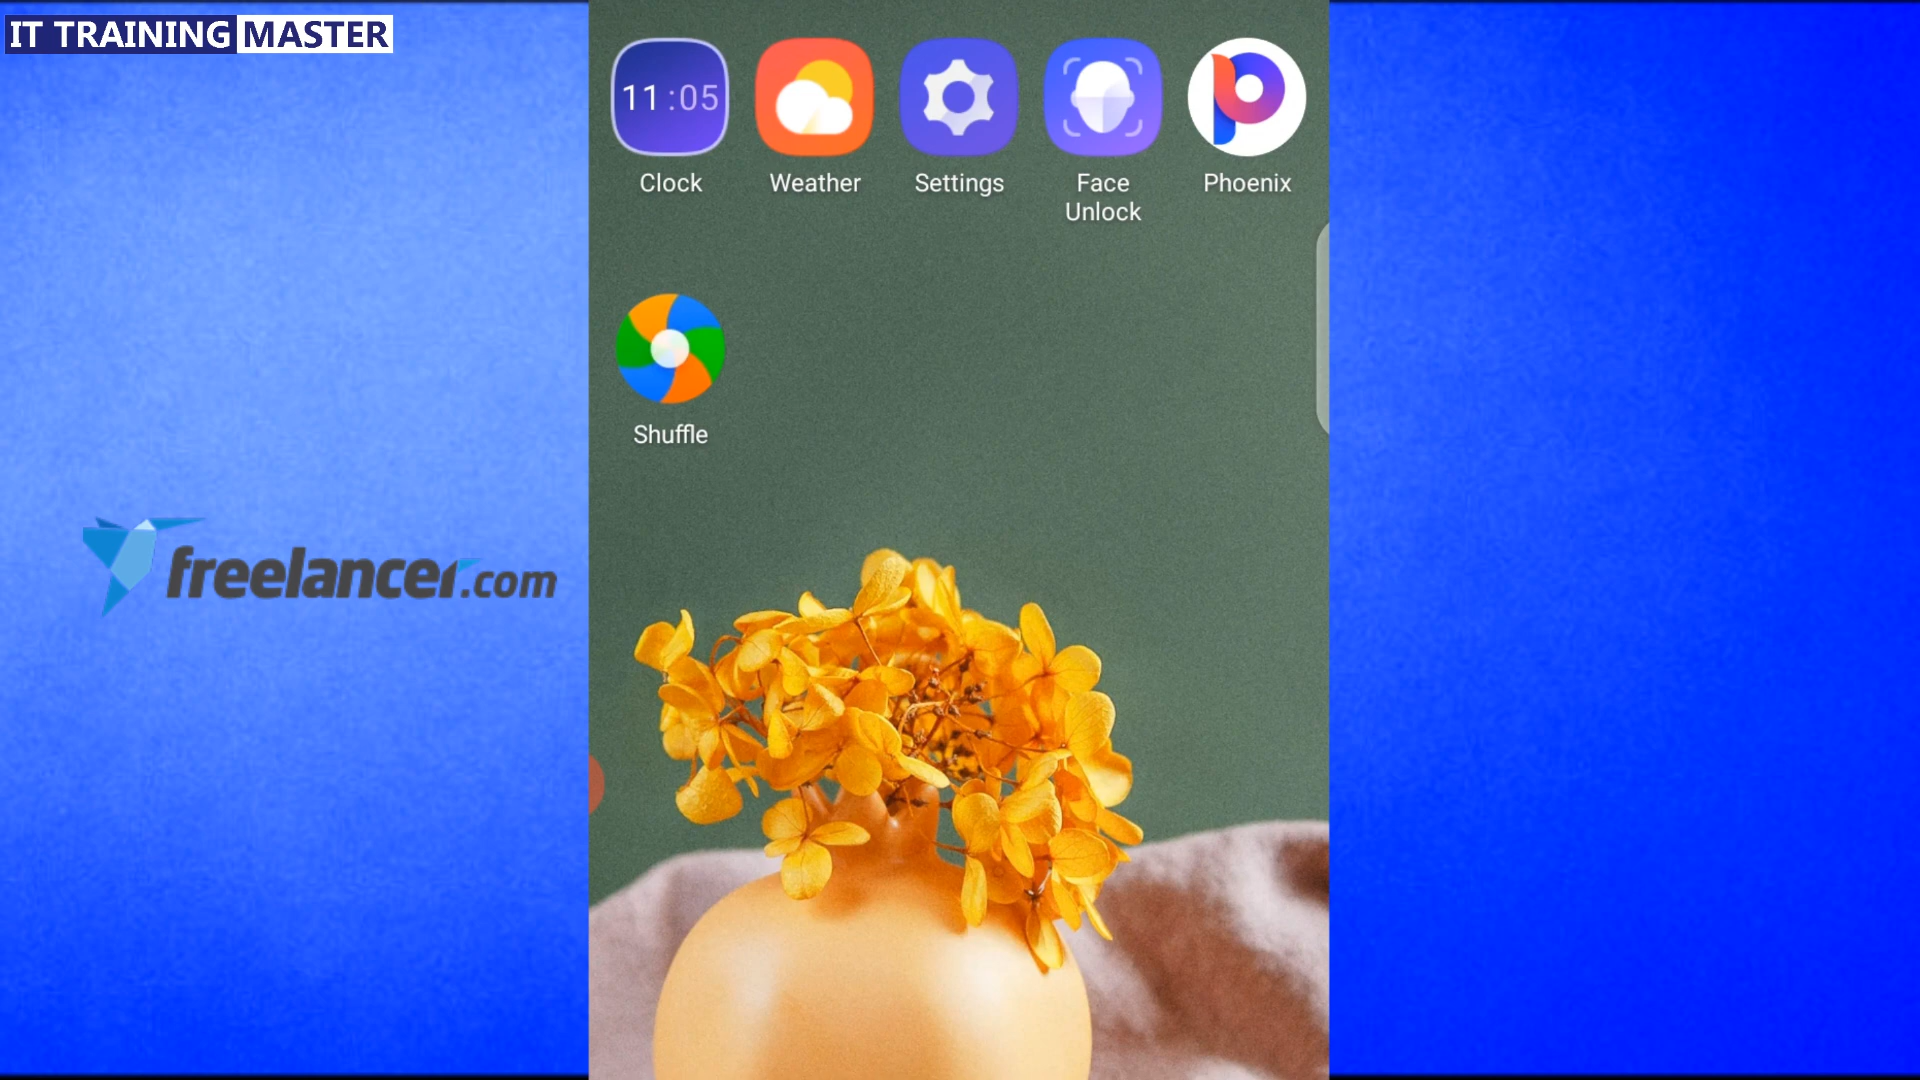 IT TRAINING MASTER
11:05
Clock
Weather
Settings
Face
Unlock
Phoenix
Shuffle
freelancer.com